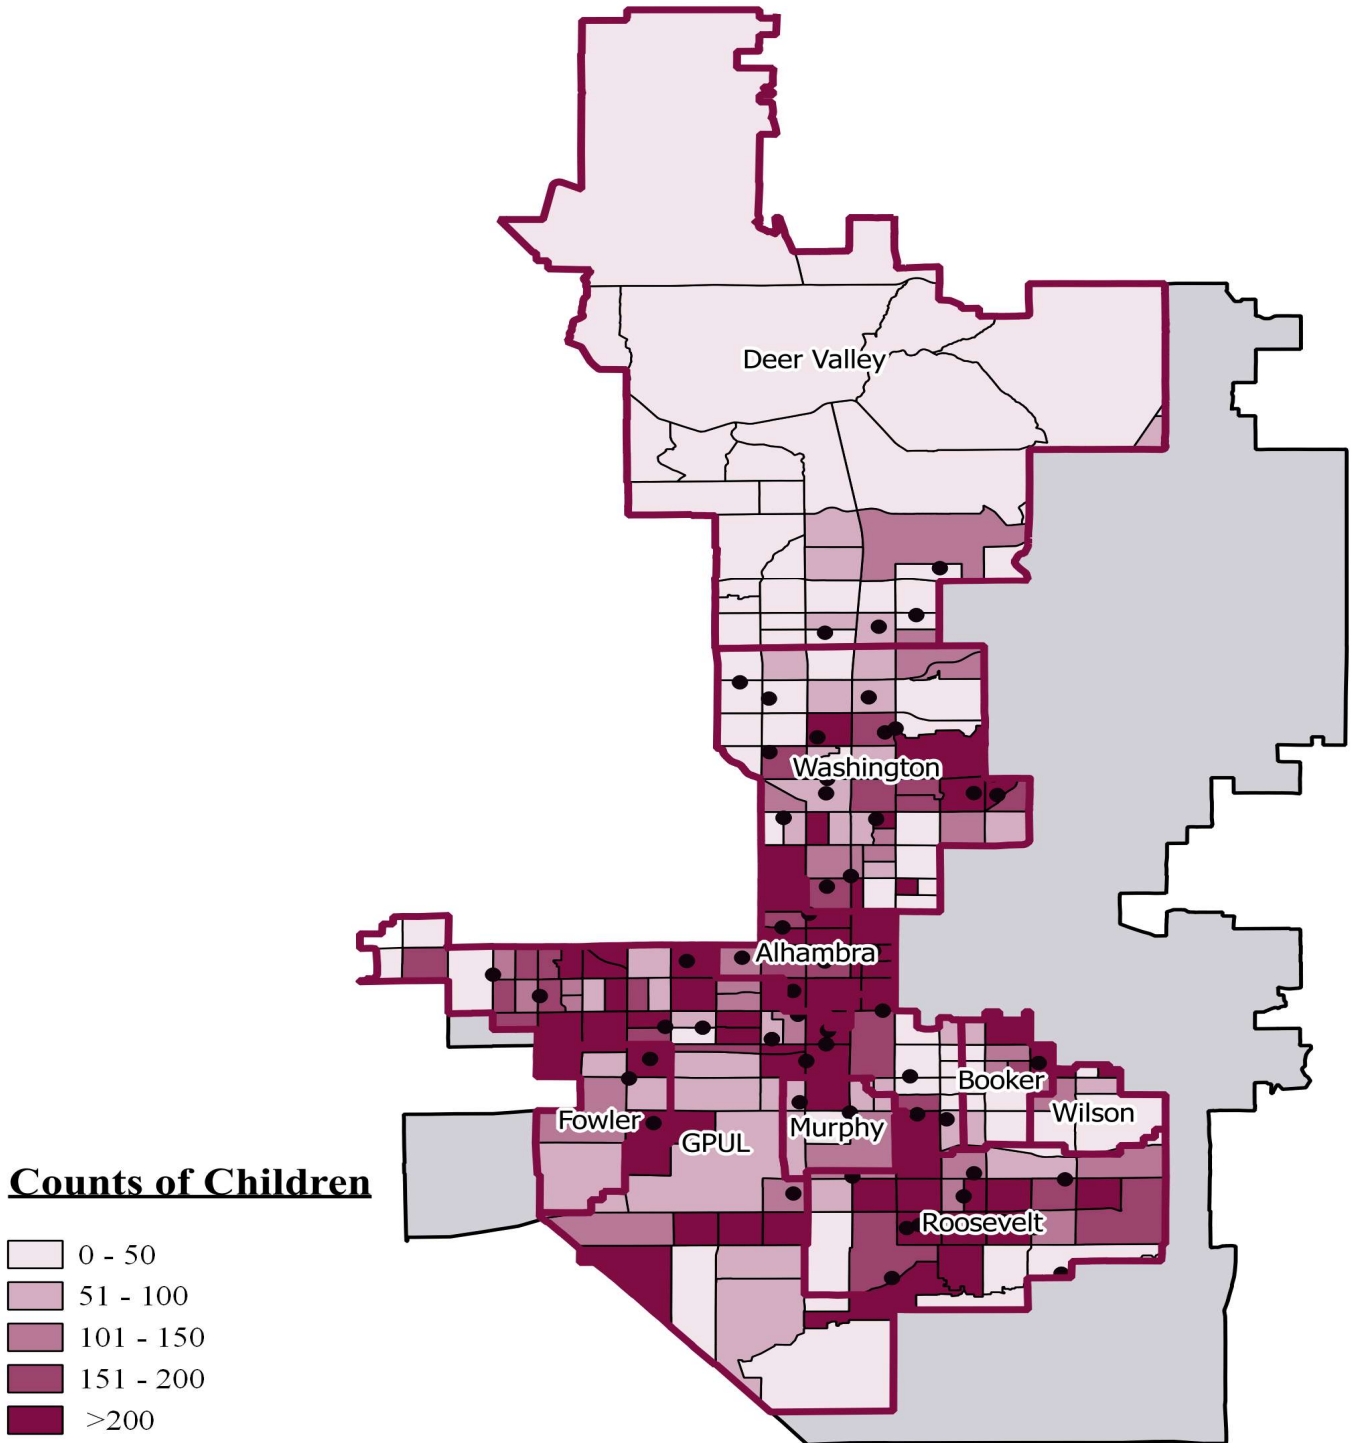 Deer Valley
Washington
Alhambra
Booker
Wilson
Fowler
GPUL
Murphy
Roosevelt
Counts of Children
0 - 50
51 - 100
101 - 150
151 - 200
>200